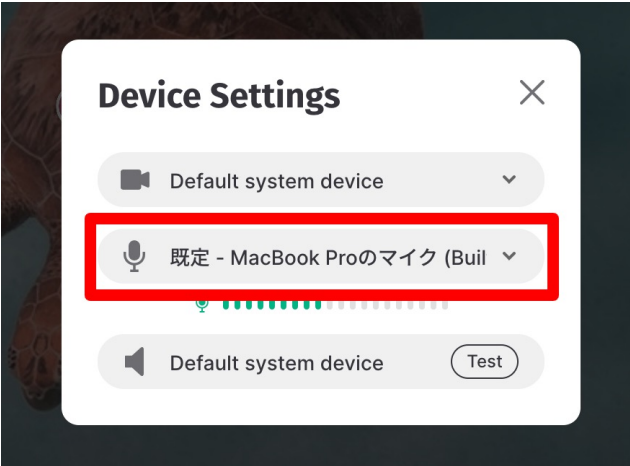 Device Settings
Default system device
既定 - MacBook Proのマイク (Buil
Default system device
Test